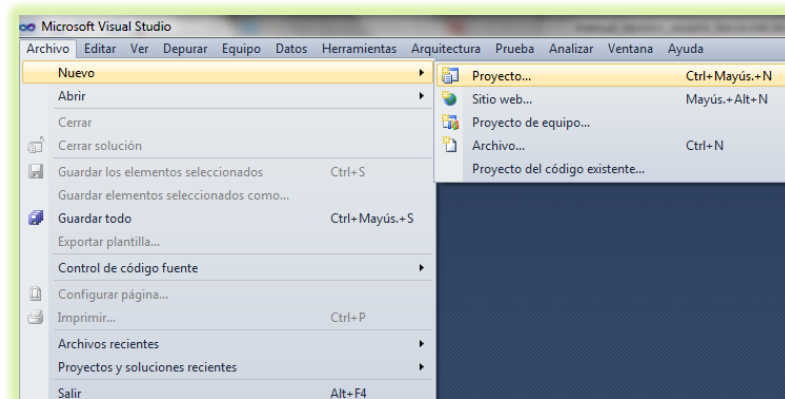 Microsoft Visual Studio
Archivo Editar Ver Depurar Equipo Datos Herramientas Arquitectura Prueba Analizar Ventana Ayuda
Nuevo
Abrir
Cerrar
Cerrar solución
Guardar los elementos seleccionados Ctrl+S
Guardar elementos seleccionados como...
Guardar todo Ctrl+Mayús.+S
Exportar plantilla...
Control de código fuente
Configurar página...
Imprimir... Ctrl+P
Archivos recientes
Proyectos y soluciones recientes
Salir Alt+F4
Proyecto... Ctrl+Mayús.+N
Sitio web... Mayús.+Alt+N
Proyecto de equipo...
Archivo... Ctrl+N
Proyecto del código existente...